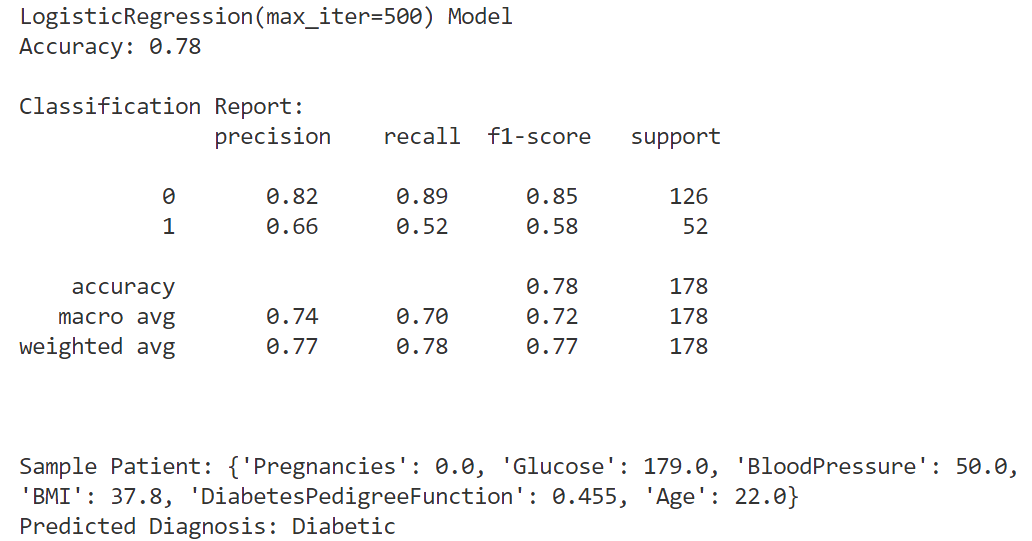 LogisticRegression(max_iter=500) Model
Accuracy: 0.78
Classification Report:
precision recall f1-score support
0 0.82 0.89 0.85 126
1 0.66 0.52 0.58 52
accuracy 0.78 178
macro avg 0.74 0.70 0.72 178
weighted avg 0.77 0.78 0.77 178
Sample Patient: {'Pregnancies': 0.0, 'Glucose': 179.0, 'BloodPressure': 50.0,
'BMI': 37.8, 'DiabetesPedigreeFunction': 0.455, 'Age': 22.0}
Predicted Diagnosis: Diabetic